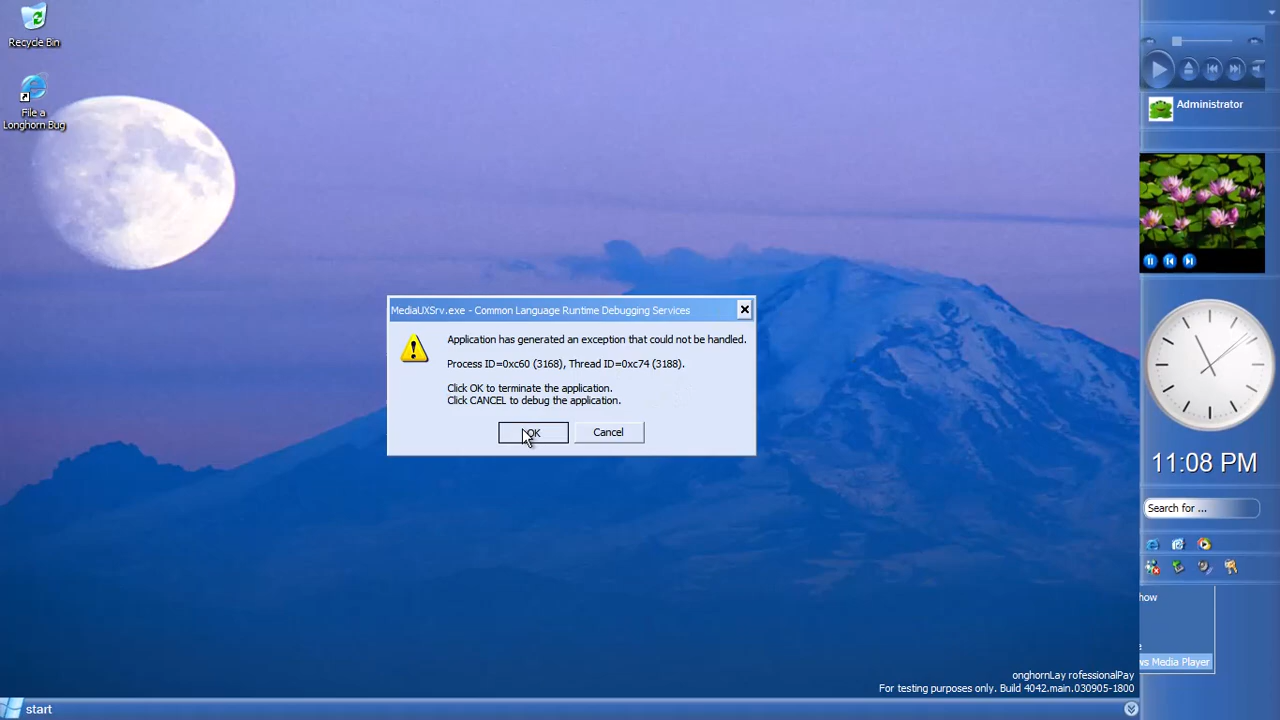 Recycle Bin
File a
Longhorn Bug
MediaUXSrv.exe - Common Language Runtime Debugging Services
Application has generated an exception that could not be handled.
Process ID=0xc60 (3168), Thread ID=0xc74 (3188).
Click OK to terminate the application.
Click CANCEL to debug the application.
OK
Cancel
Administrator
11:08 PM
Search for ...
how
e
ws Media Player
onghornLay rofessionalPay
For testing purposes only. Build 4042.main.030905-1800
start